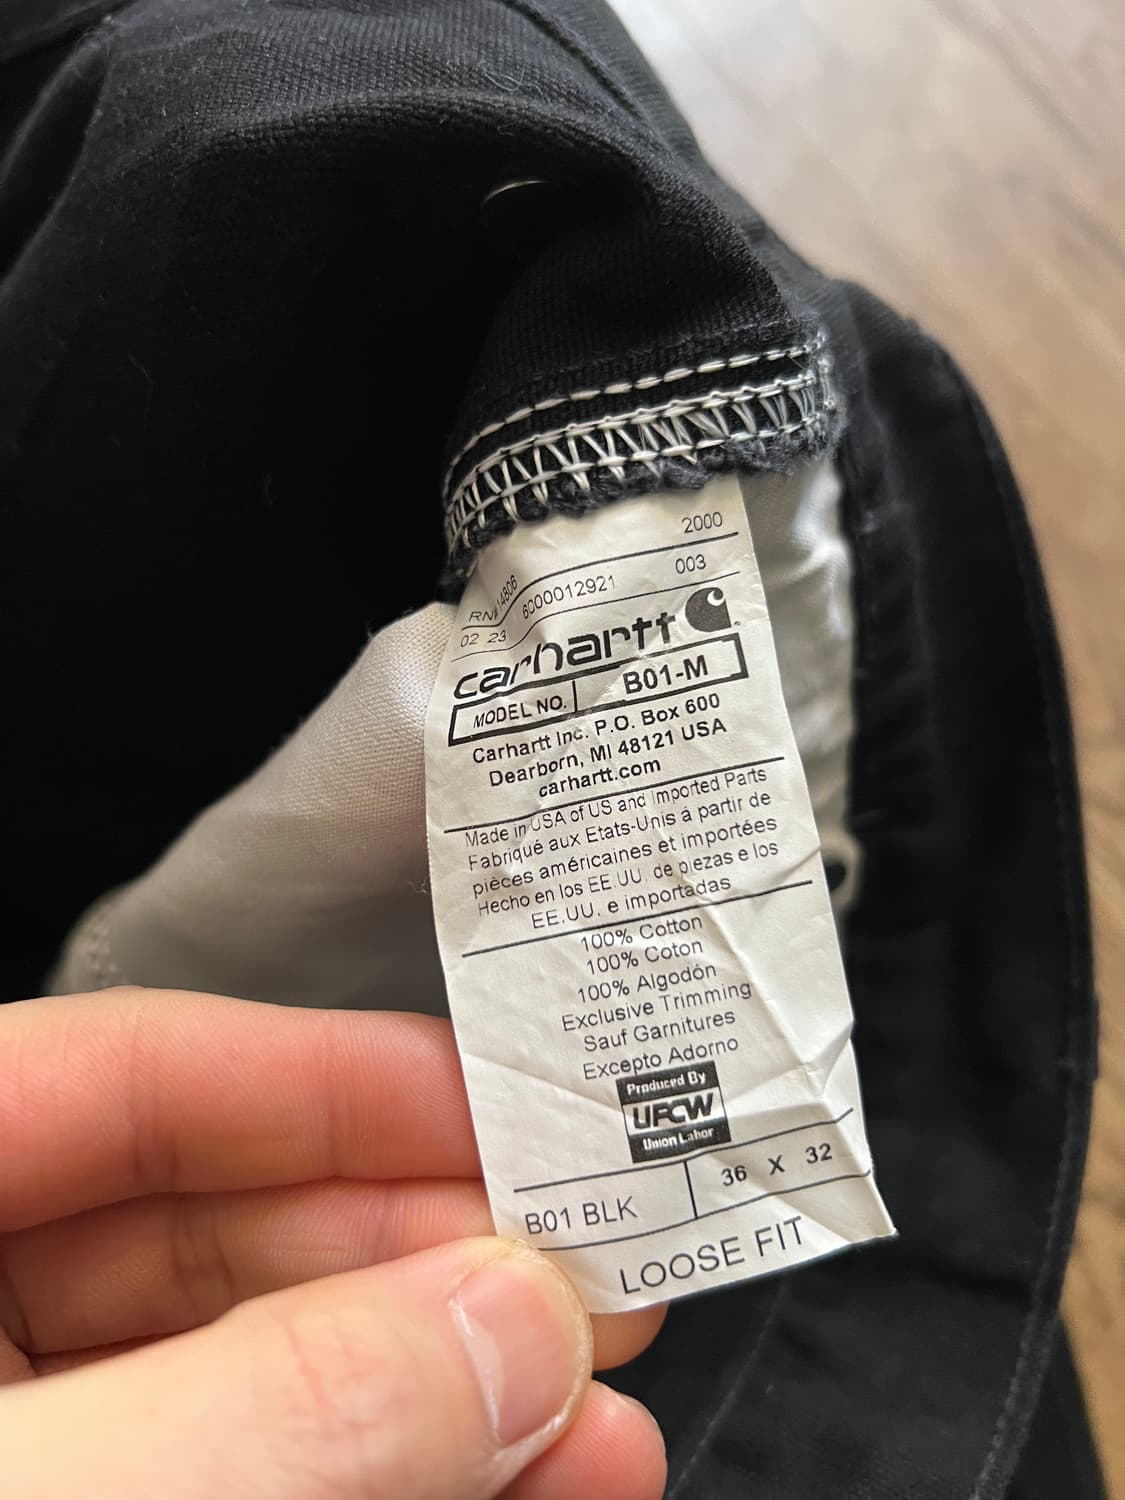 2000
RN# 14806 6000012921 003
02 23
carhartt
MODEL NO. B01-M
Carhartt Inc. P.O. Box 600
Dearborn, MI 48121 USA
carhartt.com
Made in USA of US and Imported Parts
Fabriqué aux Etats-Unis á partir de
pièces américaines et importées
Hecho en los EE.UU. de piezas e los
EE.UU. e importadas
100% Cotton
100% Coton
100% Algodón
Exclusive Trimming
Sauf Garnitures
Excepto Adorno
Produced By
UFCW
Union Labor
B01 BLK 36 X 32
LOOSE FIT